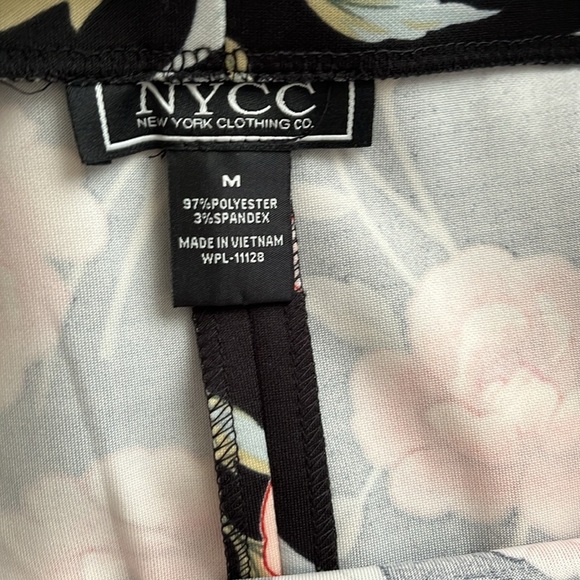 NYCC
NEW YORK CLOTHING CO.
M
97%POLYESTER
3%SPANDEX
MADE IN VIETNAM
WPL-11128